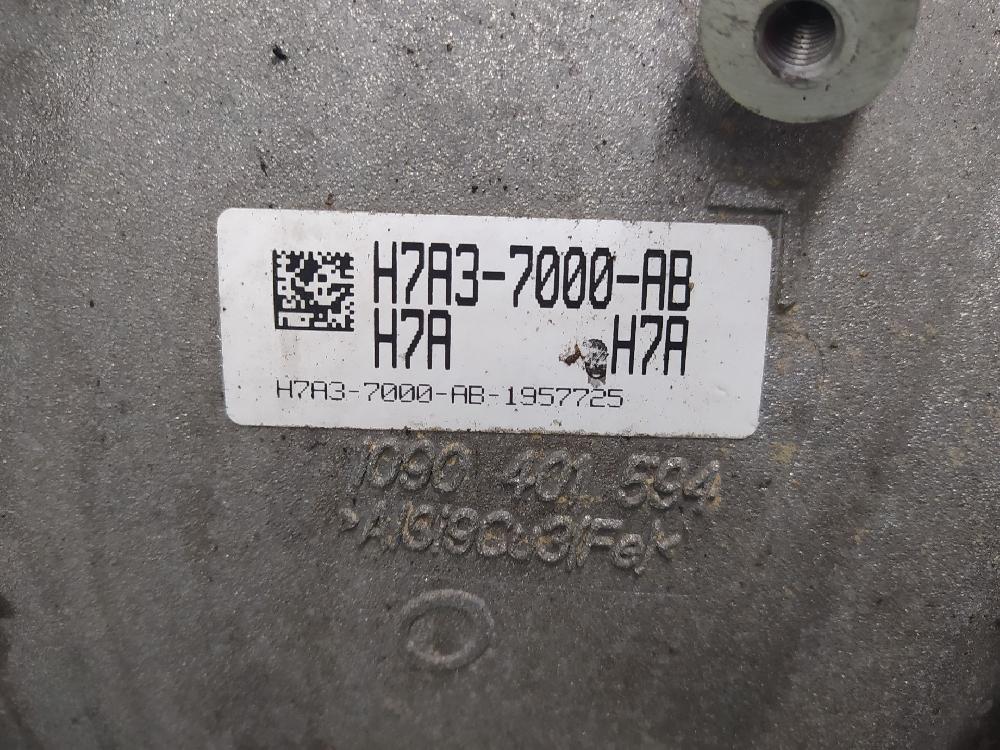 H7A3-7000-AB
H7A H7A
H7A3-7000-AB-1957725
1090 401 594
>AlSi9Cu3(Fe)<